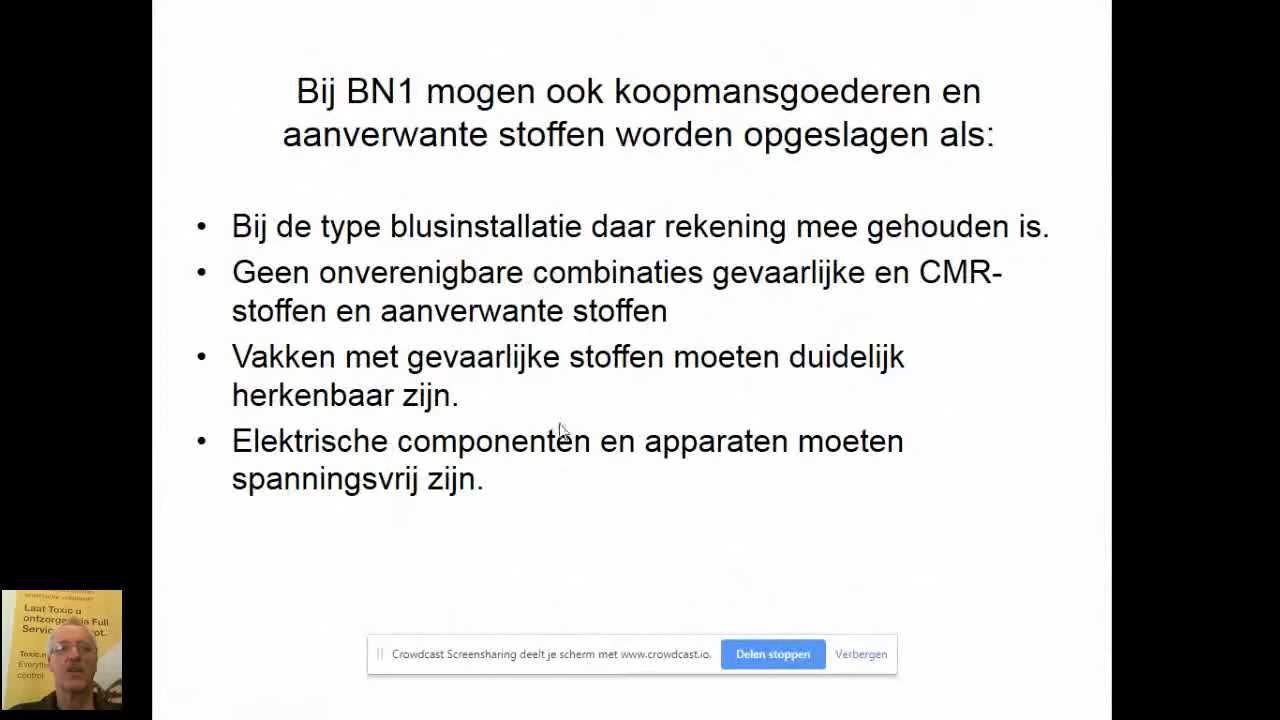 Bij BN1 mogen ook koopmansgoederen en
aanverwante stoffen worden opgeslagen als:
• Bij de type blusinstallatie daar rekening mee gehouden is.
• Geen onverenigbare combinaties gevaarlijke en CMR-
stoffen en aanverwante stoffen
• Vakken met gevaarlijke stoffen moeten duidelijk
herkenbaar zijn.
• Elektrische componenten en apparaten moeten
spanningsvrij zijn.
Crowdcast Screensharing deelt je scherm met www.crowdcast.io.
Delen stoppen
Verbergen
Laat Toxic u
ontzorgen Full
Servic
Toxic.n
Everyth
control